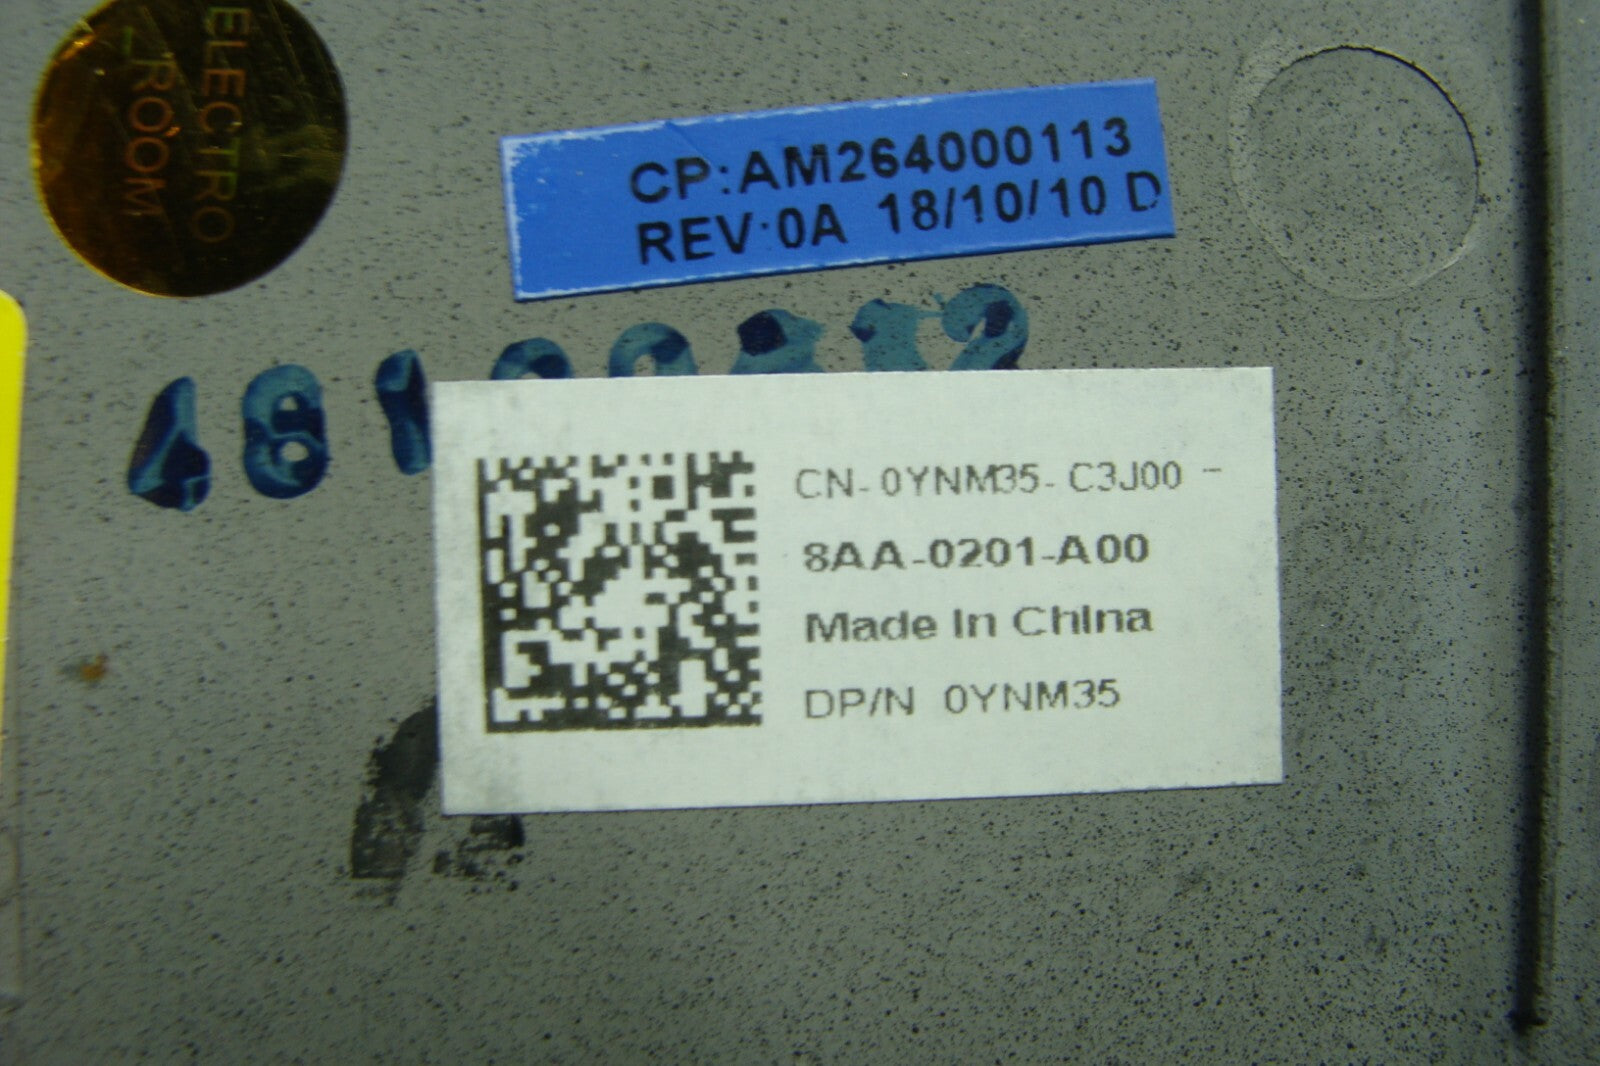 ELECTRO
ROOM
CP:AM264000113
REV:0A 18/10/10 D
CN-0YNM35-C3J00 -
8AA-0201-A00
Made In China
DP/N 0YNM35